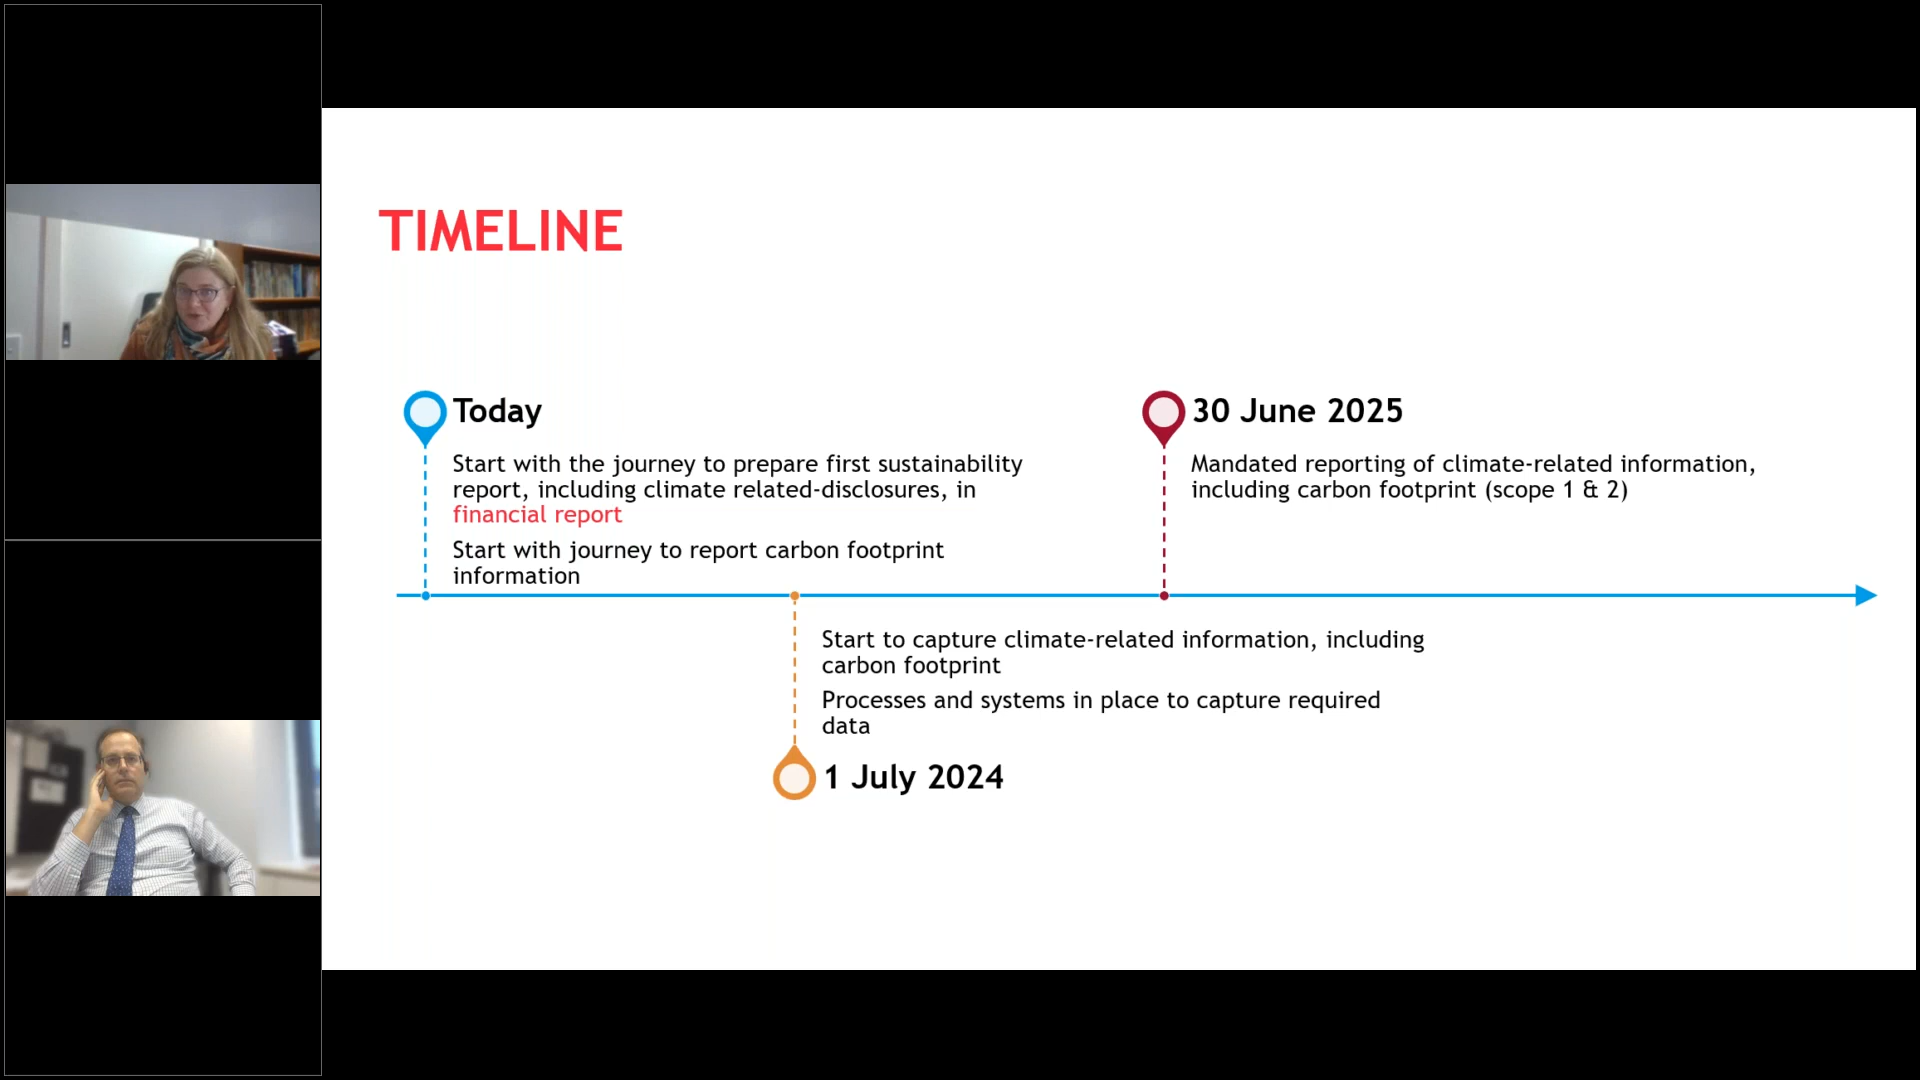 TIMELINE
Today
Start with the journey to prepare first sustainability
report, including climate related-disclosures, in
financial report
Start with journey to report carbon footprint
information
30 June 2025
Mandated reporting of climate-related information,
including carbon footprint (scope 1 & 2)
Start to capture climate-related information, including
carbon footprint
Processes and systems in place to capture required
data
1 July 2024